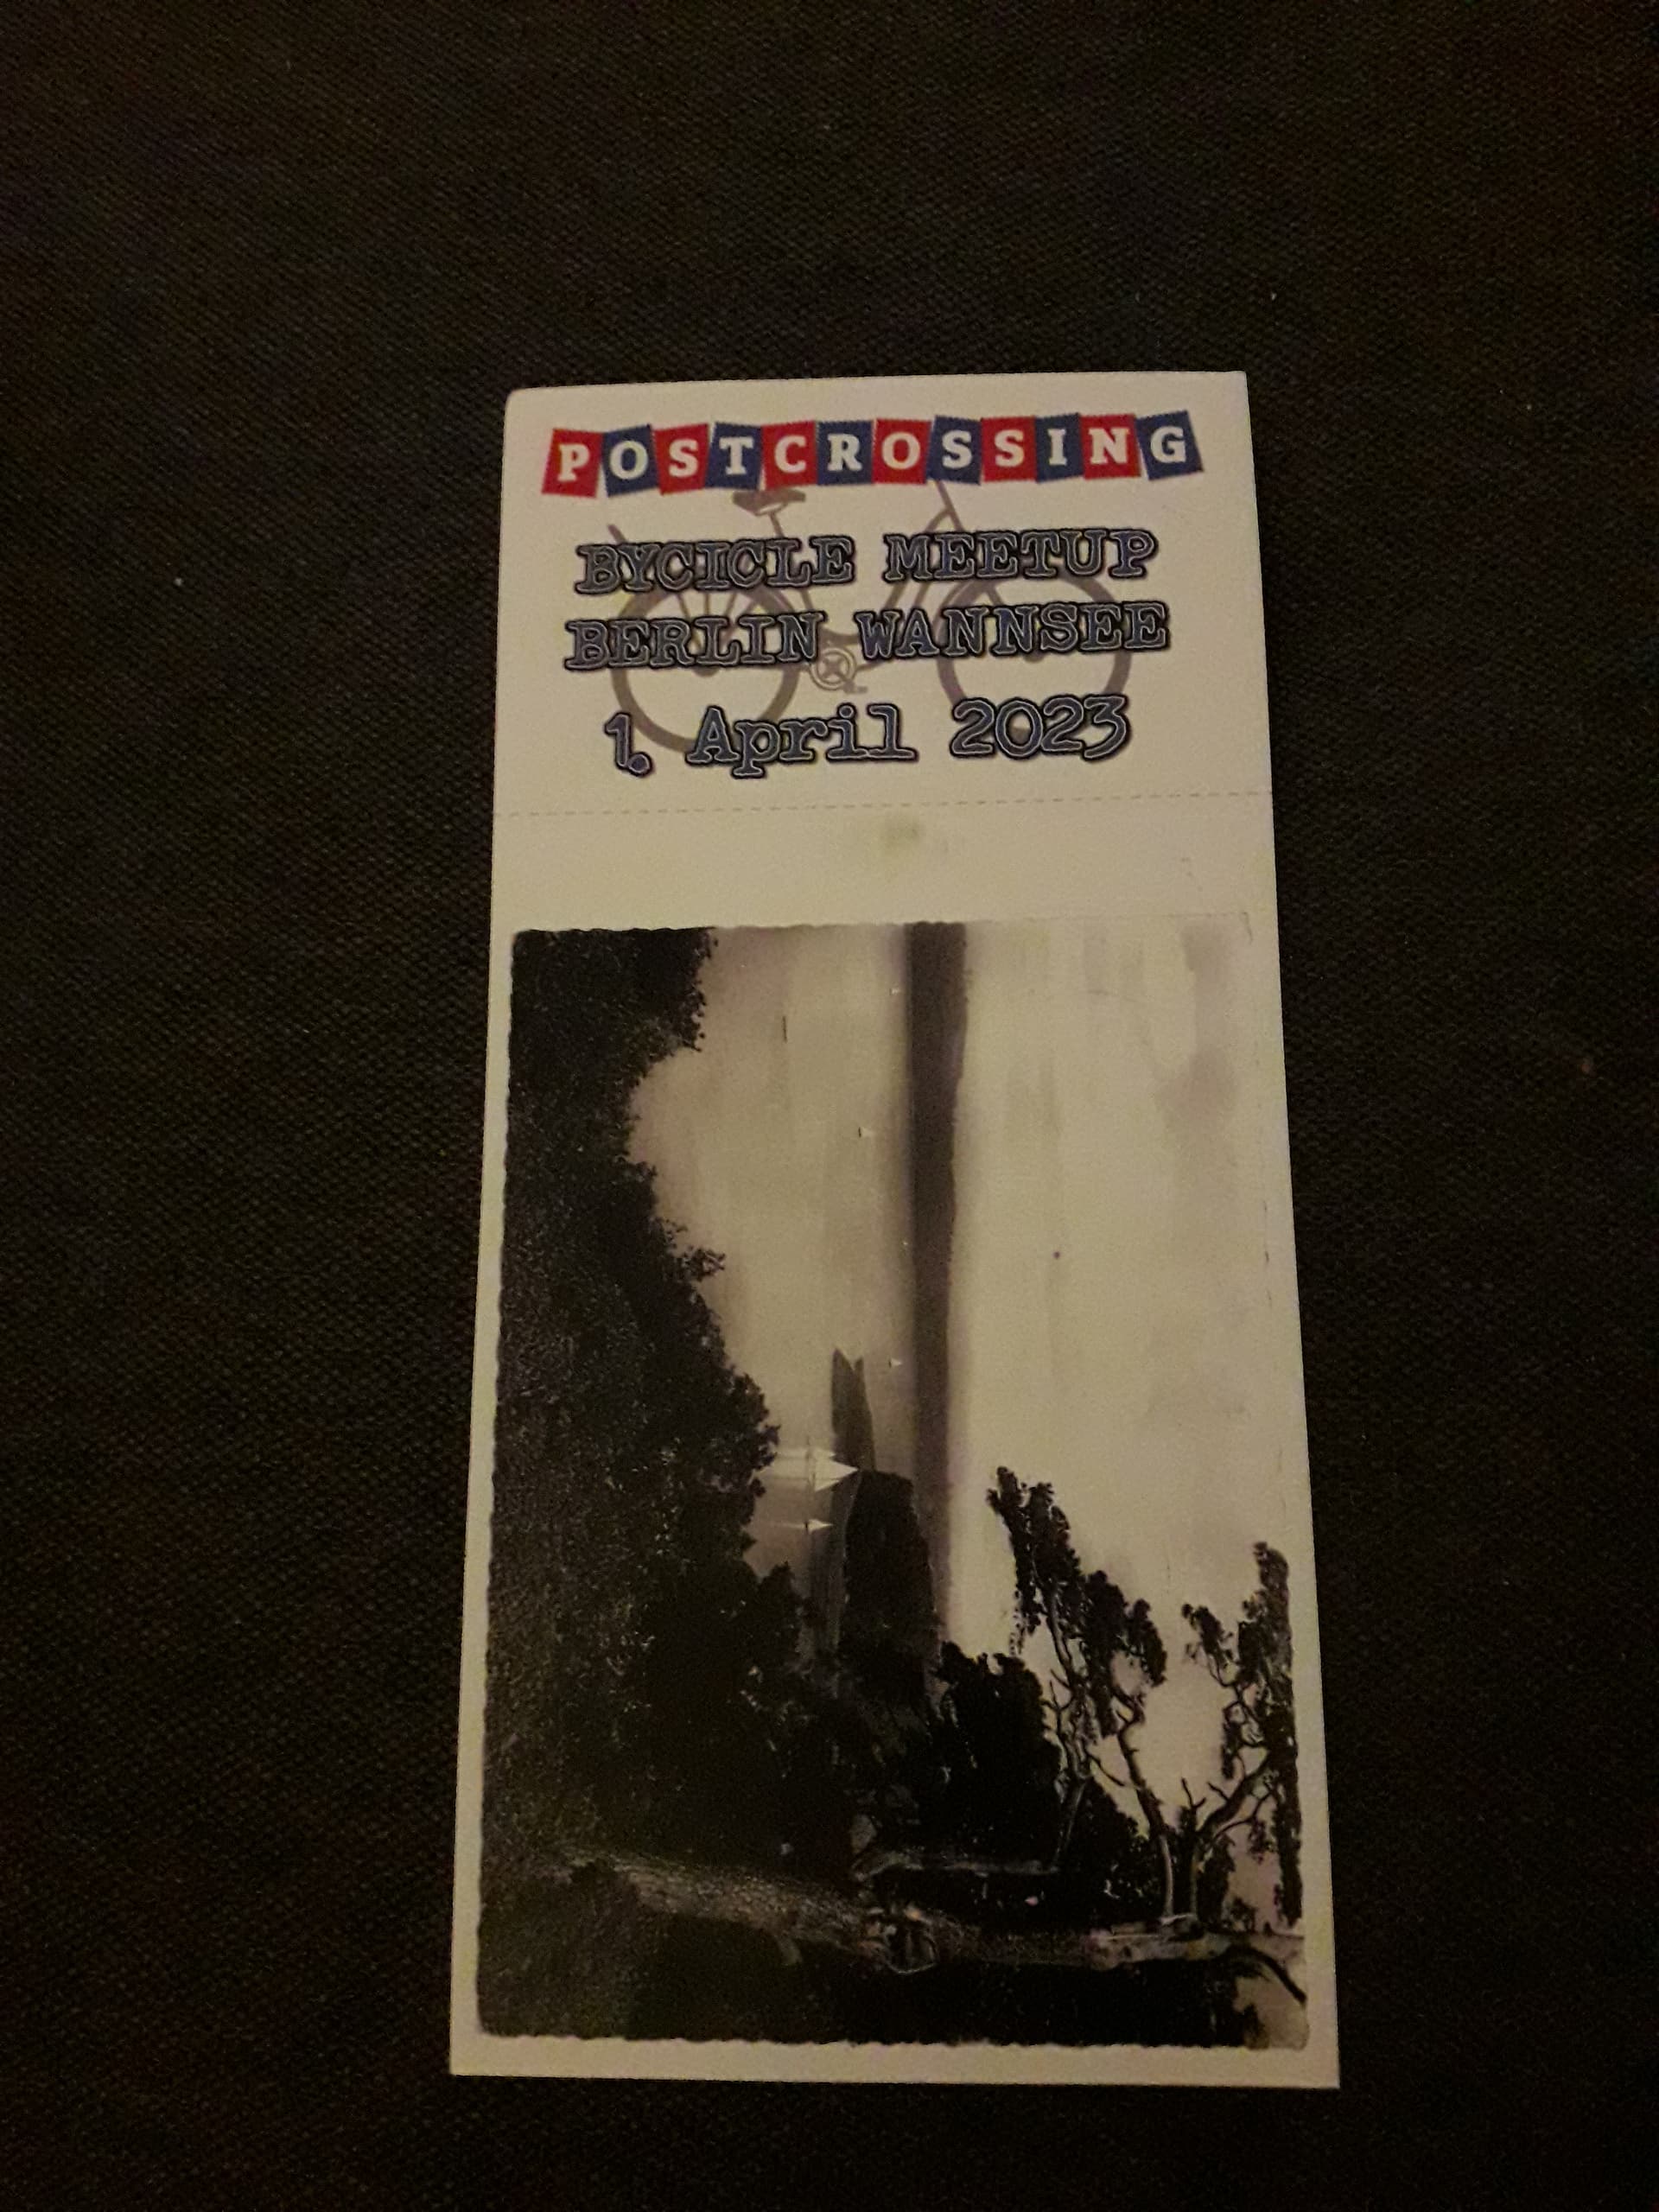 POSTCROSSING
BYCICLE MEETUP
BERLIN WANNSEE
1. April 2023